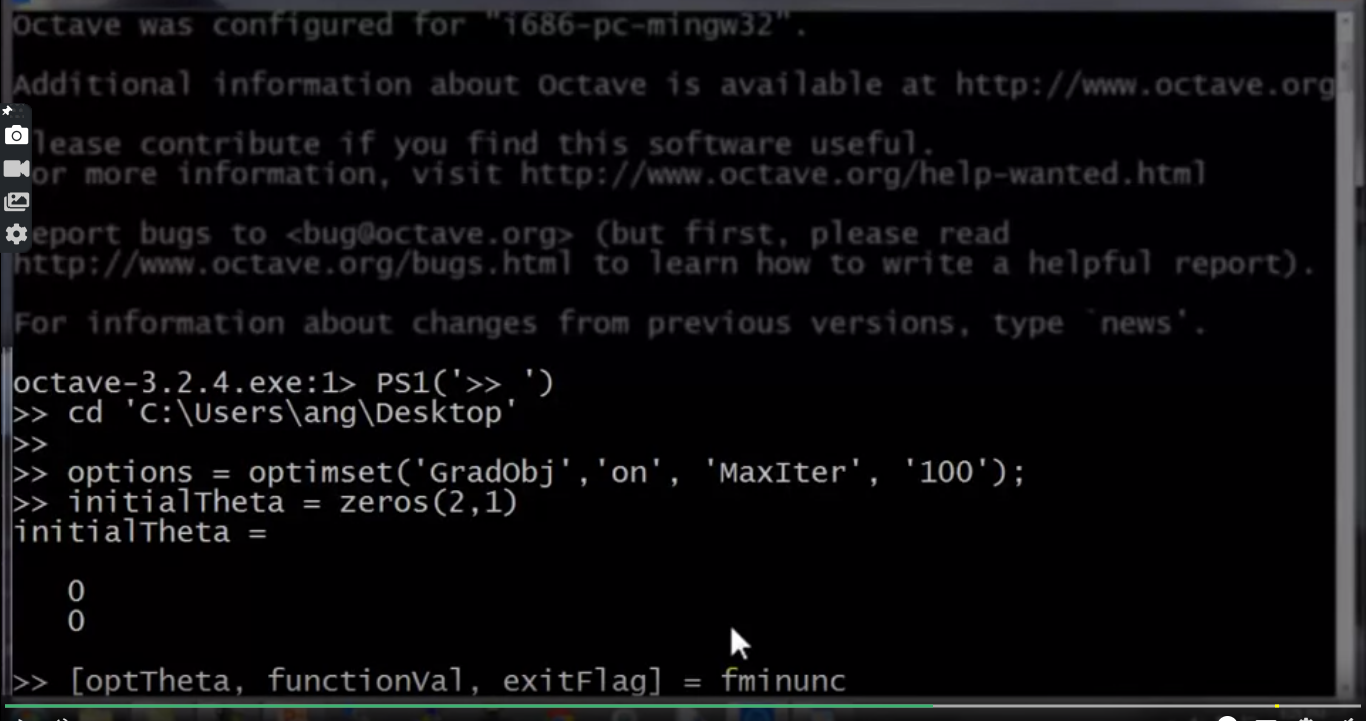 Octave was configured for "i686-pc-mingw32".
Additional information about Octave is available at http://www.octave.org
lease contribute if you find this software useful.
or more information, visit http://www.octave.org/help-wanted.html
eport bugs to <bug@octave.org> (but first, please read
http://www.octave.org/bugs.html to learn how to write a helpful report).
For information about changes from previous versions, type `news'.
octave-3.2.4.exe:1> PS1('>> ')
>> cd 'C:\Users\ang\Desktop'
>>
>> options = optimset('GradObj','on', 'MaxIter', '100');
>> initialTheta = zeros(2,1)
initialTheta =
0
0
>> [optTheta, functionVal, exitFlag] = fminunc